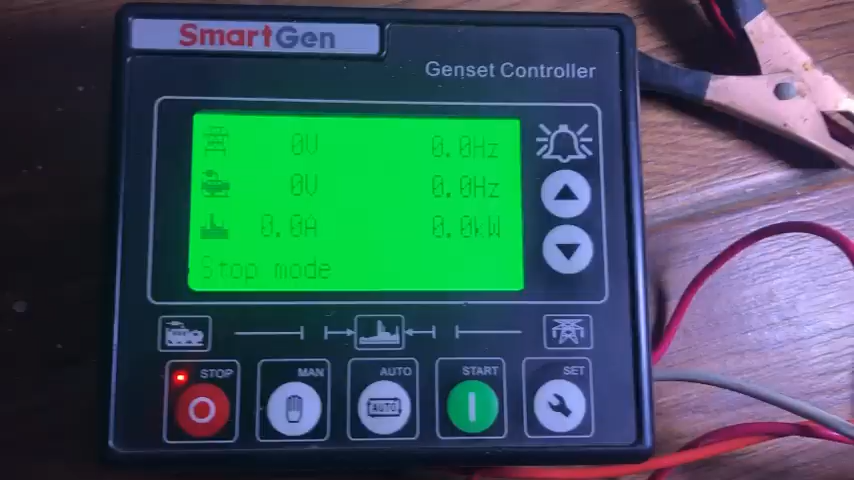 SmartGen
Genset Controller
0V 0.0Hz
0V 0.0Hz
0.0A 0.0kW
Stop mode
STOP MAN AUTO START SET
AUTO